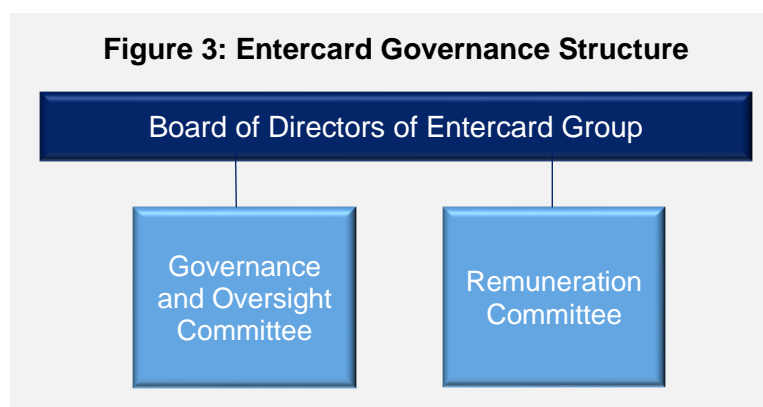 Figure 3: Entercard Governance Structure
Board of Directors of Entercard Group
Governance
and Oversight
Committee
Remuneration
Committee